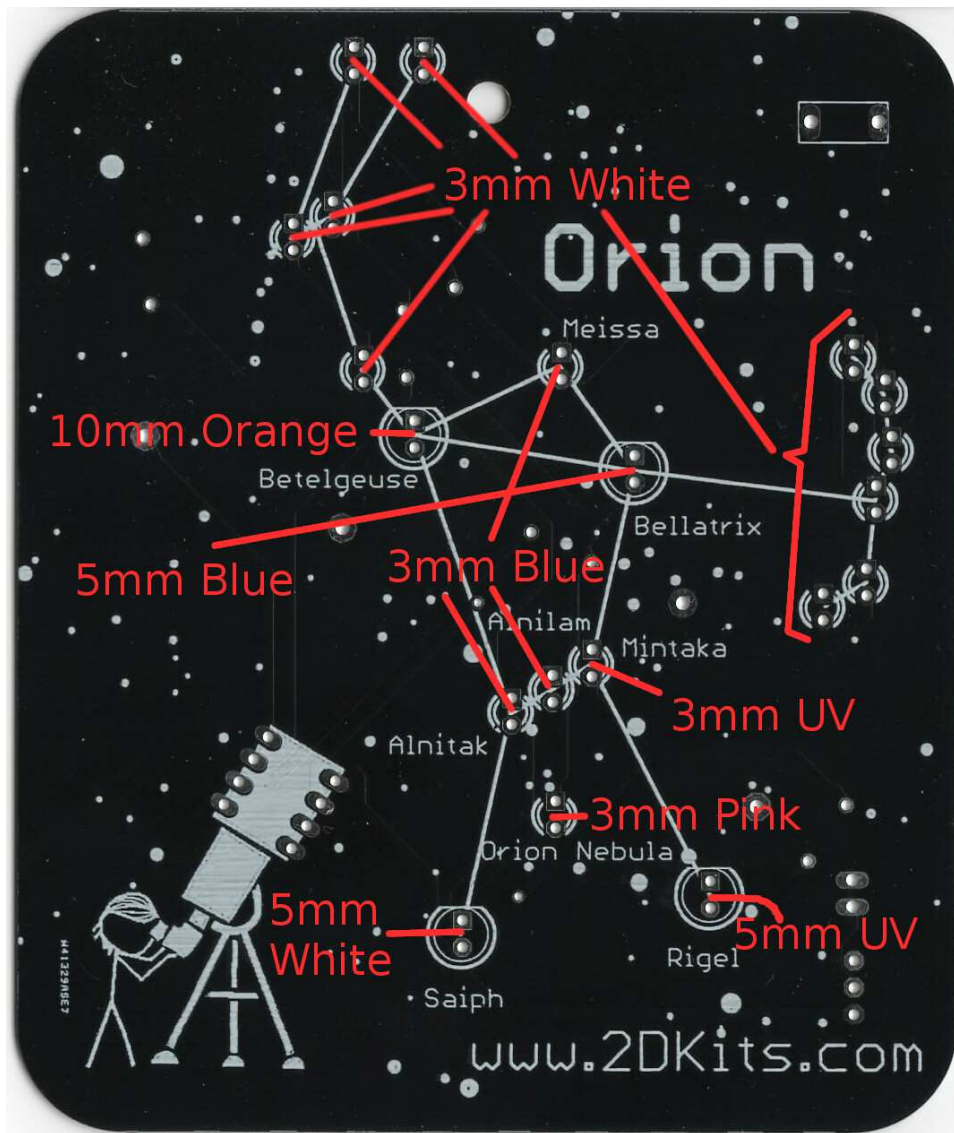 3mm White
Orion
Meissa
10mm Orange
Betelgeuse
Bellatrix
5mm Blue
3mm Blue
Alnilam
Mintaka
3mm UV
Alnitak
3mm Pink
Orion Nebula
5mm
White
5mm UV
Rigel
Saiph
W41329ASE7
www.2DKits.com